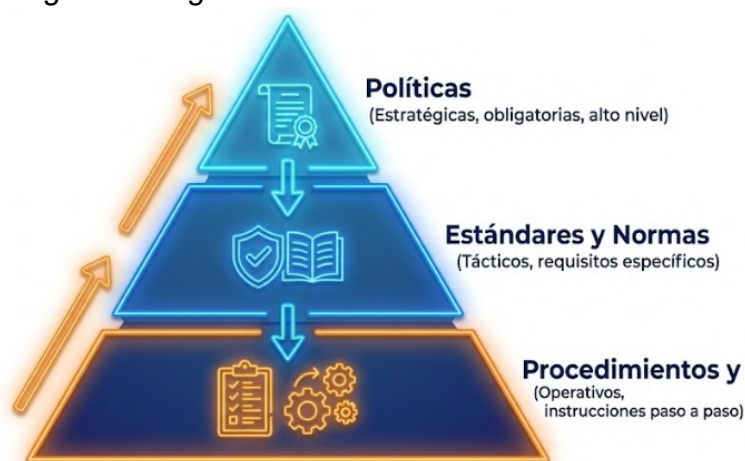 Políticas
(Estratégicas, obligatorias, alto nivel)
Estándares y Normas
(Tácticos, requisitos específicos)
Procedimientos y
(Operativos,
instrucciones paso a paso)